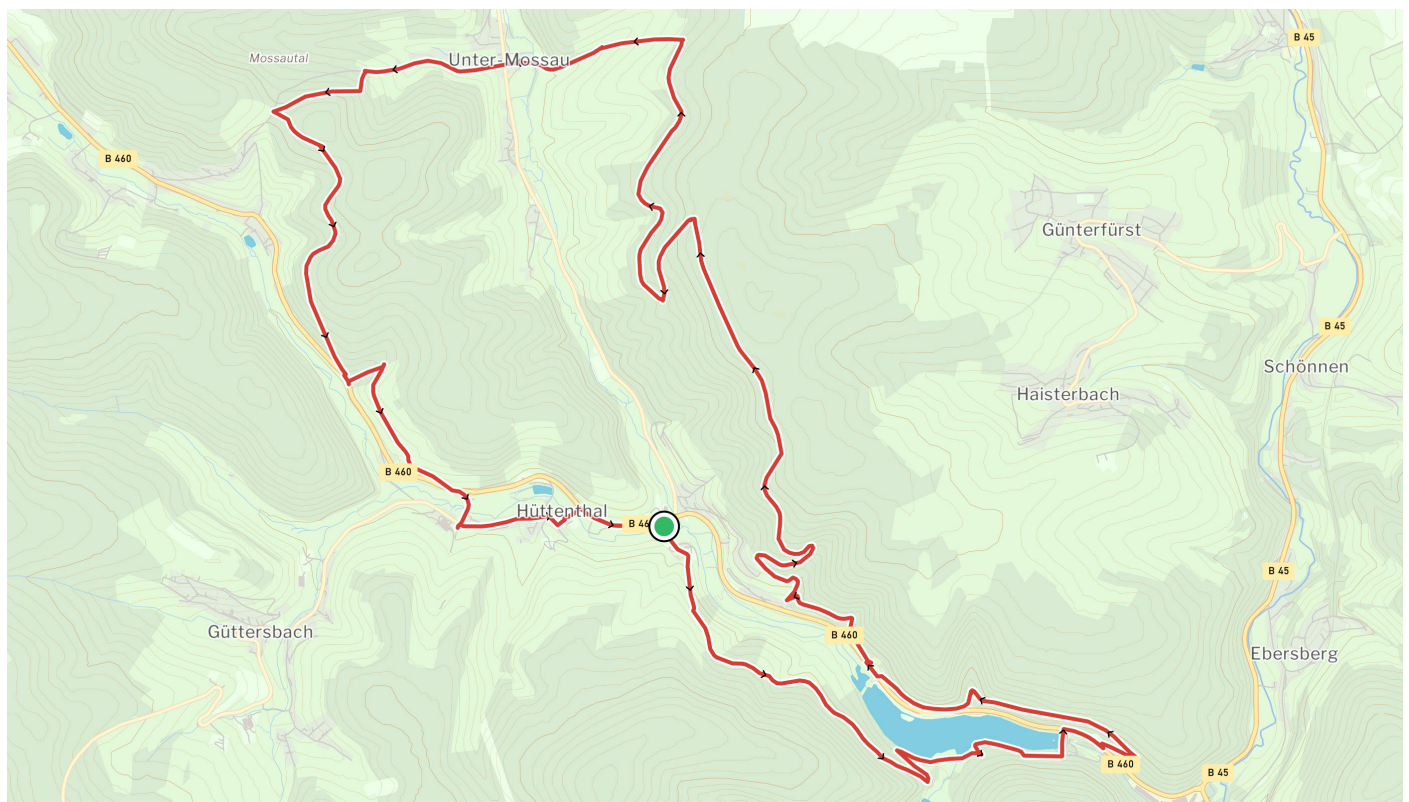 B 45
Mossautal
Unter-Mossau
B 460
Günterfürst
B 45
Schönnen
Haisterbach
B 460
Hüttenthal
B 46
B 45
Güttersbach
B 460
Ebersberg
B 460
B 45